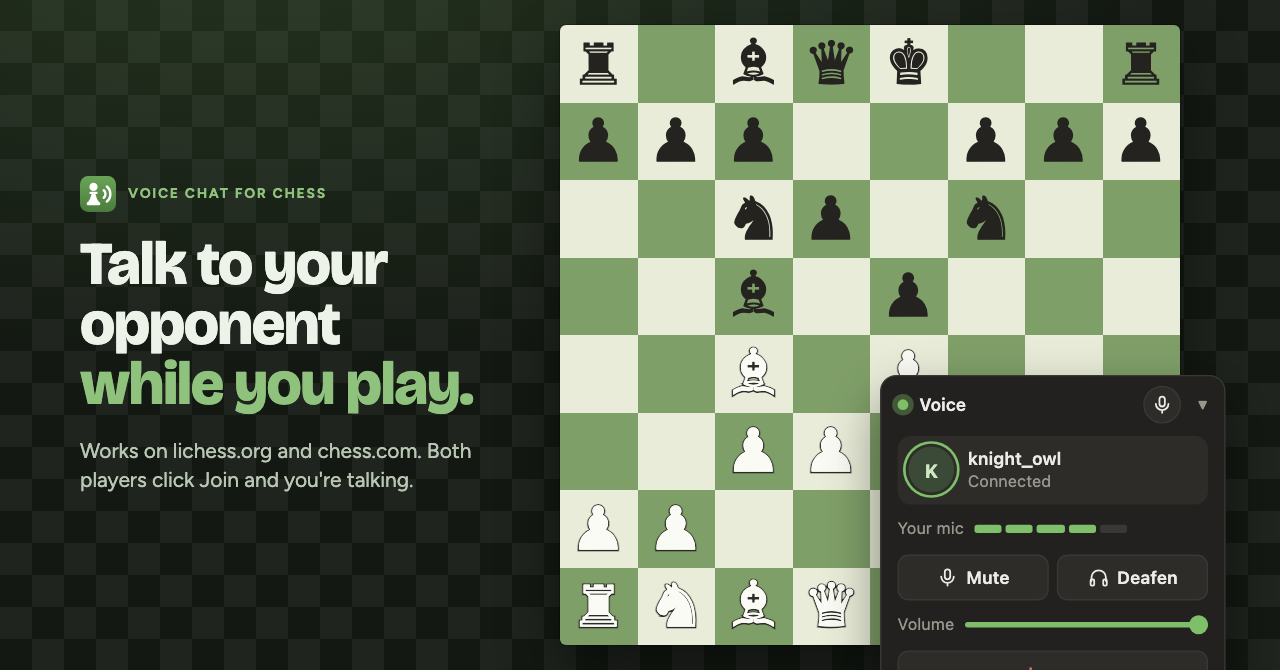 VOICE CHAT FOR CHESS
Talk to your
opponent
while you play.
Works on lichess.org and chess.com. Both
players click Join and you're talking.
Voice
K
knight_owl
Connected
Your mic
Mute
Deafen
Volume